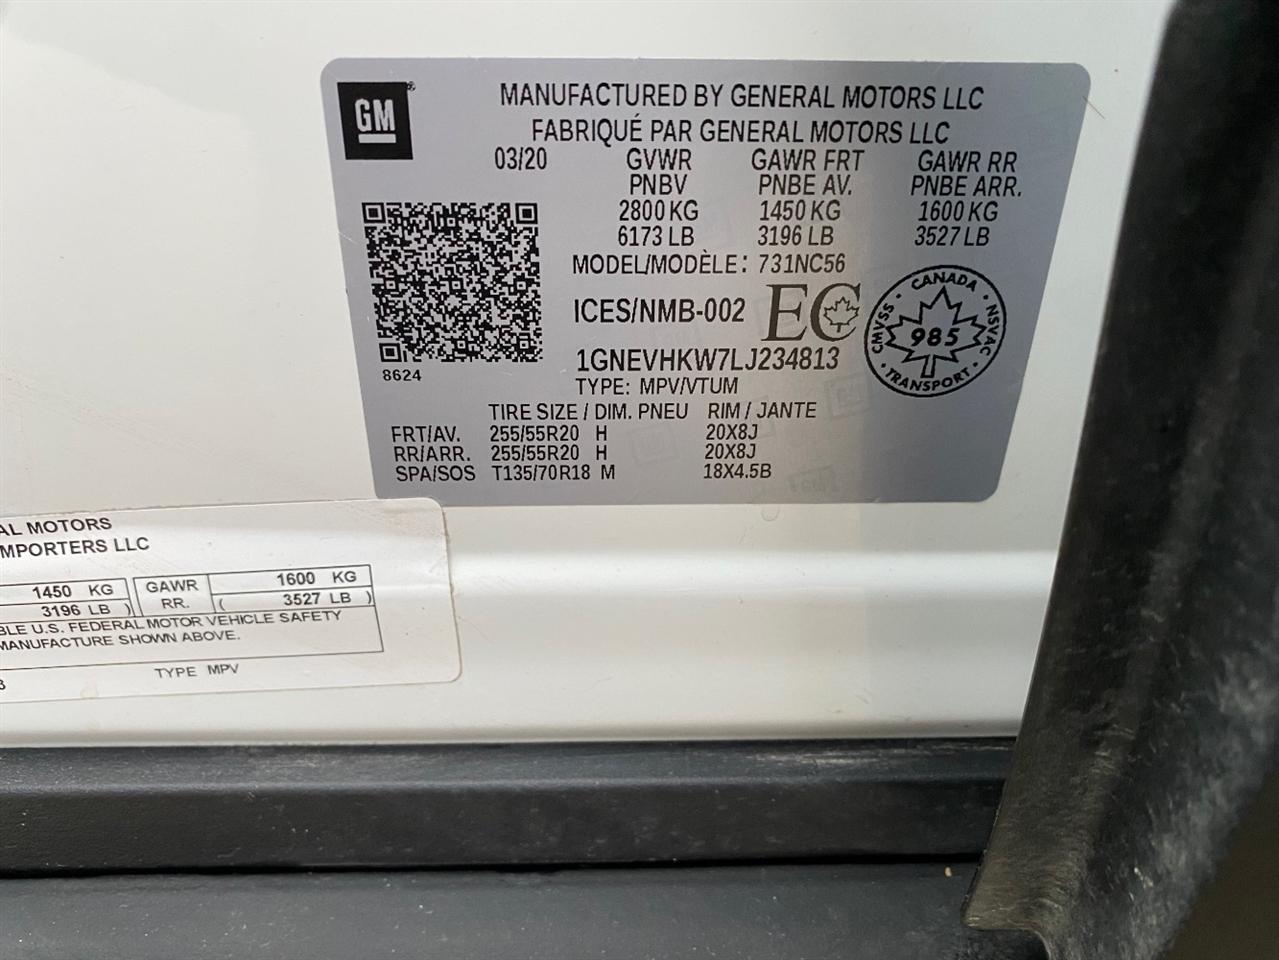 MANUFACTURED BY GENERAL MOTORS LLC
FABRIQUÉ PAR GENERAL MOTORS LLC
GM®
03/20 GVWR GAWR FRT GAWR RR
PNBV PNBE AV. PNBE ARR.
2800 KG 1450 KG 1600 KG
6173 LB 3196 LB 3527 LB
MODEL/MODÈLE: 731NC56
ICES/NMB-002 EC
CANADA
CMVSS · NSVAC
985
TRANSPORT
1GNEVHKW7LJ234813
8624
TYPE: MPV/VTUM
TIRE SIZE / DIM. PNEU RIM / JANTE
FRT/AV. 255/55R20 H 20X8J
RR/ARR. 255/55R20 H 20X8J
SPA/SOS T135/70R18 M 18X4.5B
AL MOTORS
MPORTERS LLC
1450 KG GAWR 1600 KG
3196 LB ) RR. ( 3527 LB )
BLE U.S. FEDERAL MOTOR VEHICLE SAFETY
MANUFACTURE SHOWN ABOVE.
3 TYPE MPV